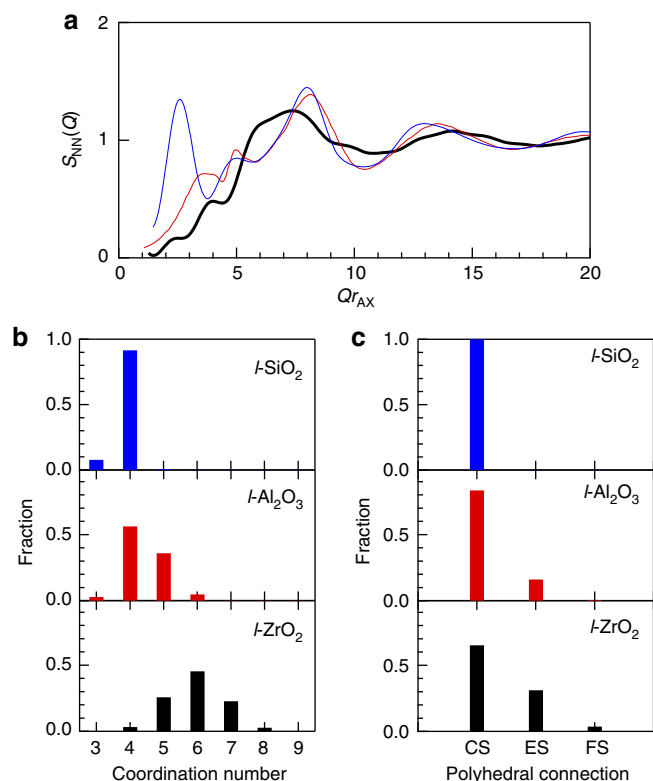 a
2
1
0
S_NN(Q)
0 5 10 15 20
Qr_AX
b
1.0
0.5
0.0
l-SiO₂
0.5
0.0
l-Al₂O₃
0.5
0.0
l-ZrO₂
Fraction
3 4 5 6 7 8 9
Coordination number
c
1.0
0.5
0.0
l-SiO₂
0.5
0.0
l-Al₂O₃
0.5
0.0
l-ZrO₂
Fraction
CS ES FS
Polyhedral connection